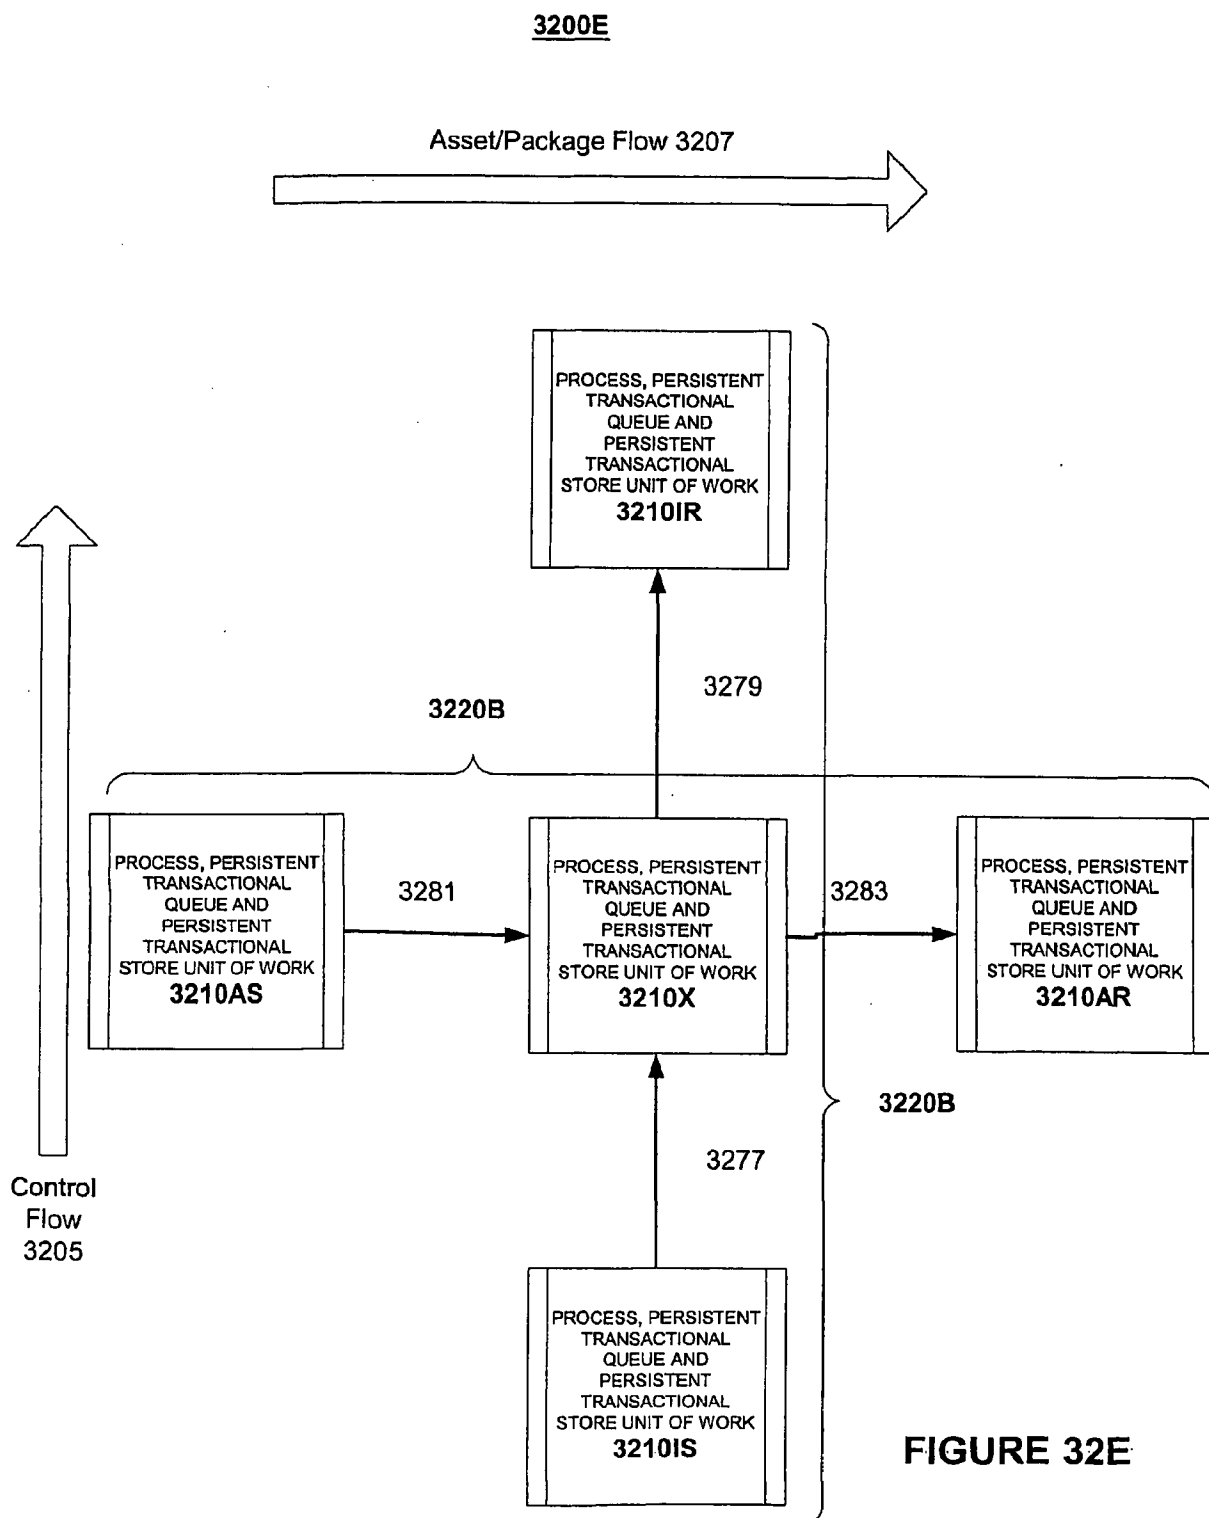 3200E
Asset/Package Flow 3207
PROCESS, PERSISTENT
TRANSACTIONAL
QUEUE AND
PERSISTENT
TRANSACTIONAL
STORE UNIT OF WORK
3210IR
3279
3220B
PROCESS, PERSISTENT
TRANSACTIONAL
QUEUE AND
PERSISTENT
TRANSACTIONAL
STORE UNIT OF WORK
3210AS
3281
PROCESS, PERSISTENT
TRANSACTIONAL
QUEUE AND
PERSISTENT
TRANSACTIONAL
STORE UNIT OF WORK
3210X
3283
PROCESS, PERSISTENT
TRANSACTIONAL
QUEUE AND
PERSISTENT
TRANSACTIONAL
STORE UNIT OF WORK
3210AR
3220B
3277
Control
Flow
3205
PROCESS, PERSISTENT
TRANSACTIONAL
QUEUE AND
PERSISTENT
TRANSACTIONAL
STORE UNIT OF WORK
3210IS
FIGURE 32E